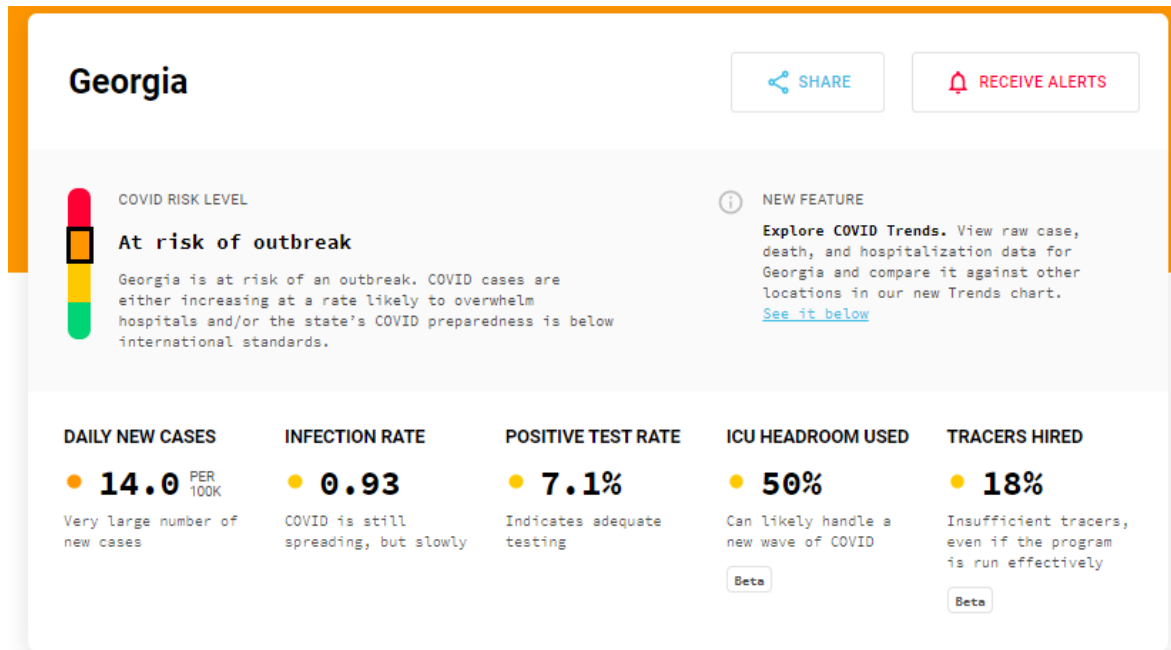 Georgia
SHARE
RECEIVE ALERTS
COVID RISK LEVEL
At risk of outbreak
Georgia is at risk of an outbreak. COVID cases are
either increasing at a rate likely to overwhelm
hospitals and/or the state's COVID preparedness is below
international standards.
NEW FEATURE
Explore COVID Trends. View raw case,
death, and hospitalization data for
Georgia and compare it against other
locations in our new Trends chart.
See it below
DAILY NEW CASES
14.0 PER
100K
Very large number of
new cases
INFECTION RATE
0.93
COVID is still
spreading, but slowly
POSITIVE TEST RATE
7.1%
Indicates adequate
testing
ICU HEADROOM USED
50%
Can likely handle a
new wave of COVID
Beta
TRACERS HIRED
18%
Insufficient tracers,
even if the program
is run effectively
Beta